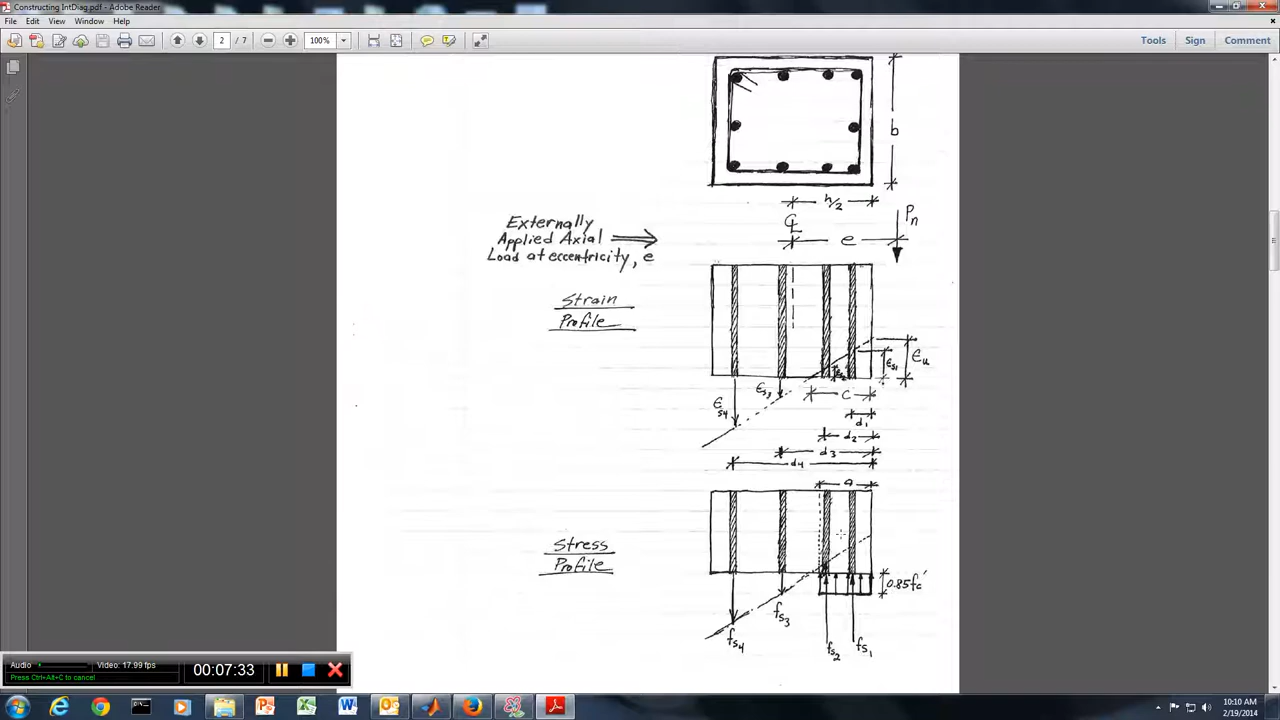 Constructing IntDiag.pdf - Adobe Reader
File Edit View Window Help
2 / 7 100% Tools Sign Comment
b
h/2
Pn
Externally
Applied Axial
Load at eccentricity, e
℄
e
Strain
Profile
ϵu
ϵs1
ϵs3
ϵs4
c
d1
d2
d3
d4
a
Stress
Profile
0.85fc'
fs3
fs4
fs2
fs1
Audio Video: 17.99 fps
Press Ctrl+Alt+C to cancel
00:07:33
10:10 AM
2/19/2014